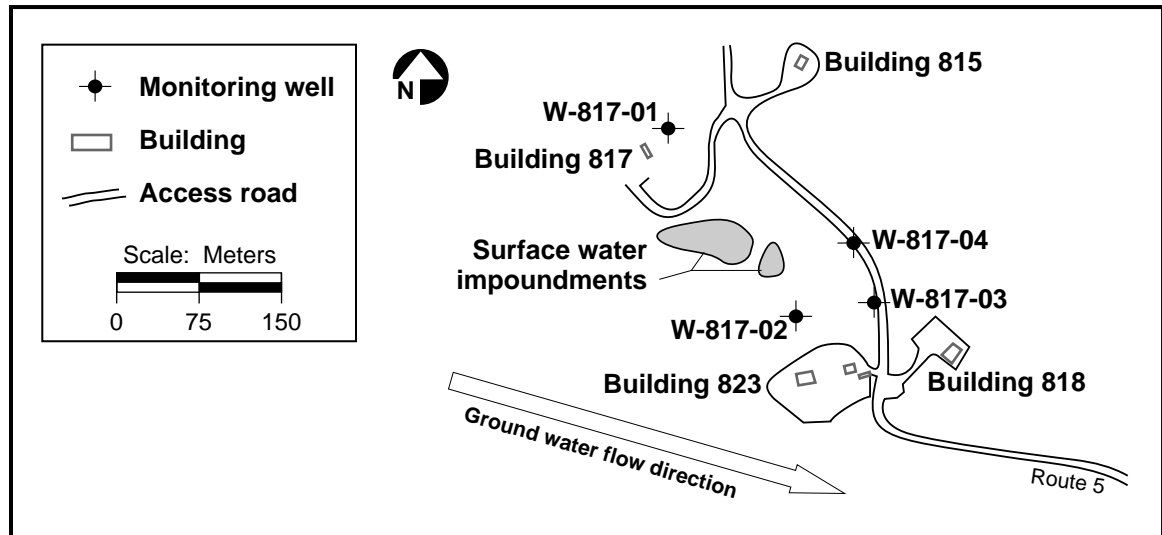 Monitoring well
Building
Access road
Scale: Meters
0 75 150
N
Building 815
W-817-01
Building 817
Surface water
impoundments
W-817-04
W-817-03
W-817-02
Building 823
Building 818
Ground water flow direction
Route 5